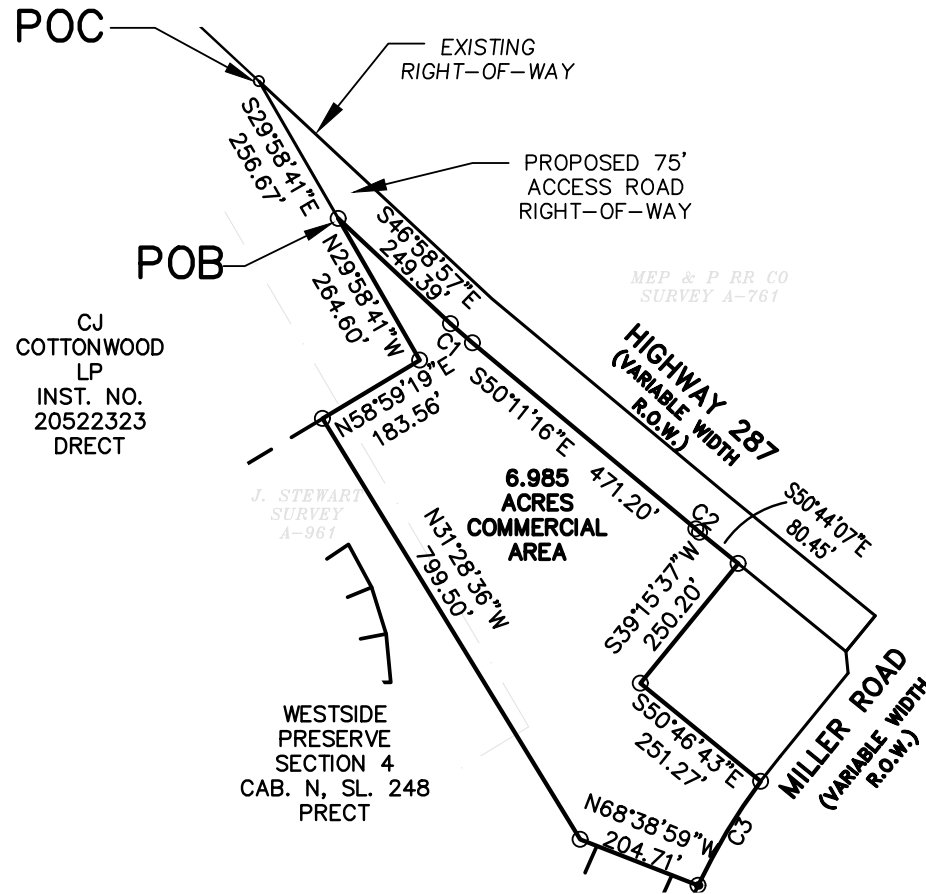 POC
EXISTING
RIGHT-OF-WAY
S29°58'41"E
256.67'
PROPOSED 75'
ACCESS ROAD
RIGHT-OF-WAY
POB
S46°58'57"E
249.39'
N29°58'41"W
264.60'
MEP & P RR CO
SURVEY A-761
CJ
COTTONWOOD
LP
INST. NO.
20522323
DRECT
C1
HIGHWAY 287
(VARIABLE WIDTH
R.O.W.)
N58°59'19"E
183.56'
S50°11'16"E
471.20'
6.985
ACRES
COMMERCIAL
AREA
J. STEWART
SURVEY
A-961
C2
S50°44'07"E
80.45'
N31°28'36"W
799.50'
S39°15'37"W
250.20'
S50°46'43"E
251.27'
MILLER ROAD
(VARIABLE WIDTH
R.O.W.)
WESTSIDE
PRESERVE
SECTION 4
CAB. N, SL. 248
PRECT
N68°38'59"W
204.71'
C3